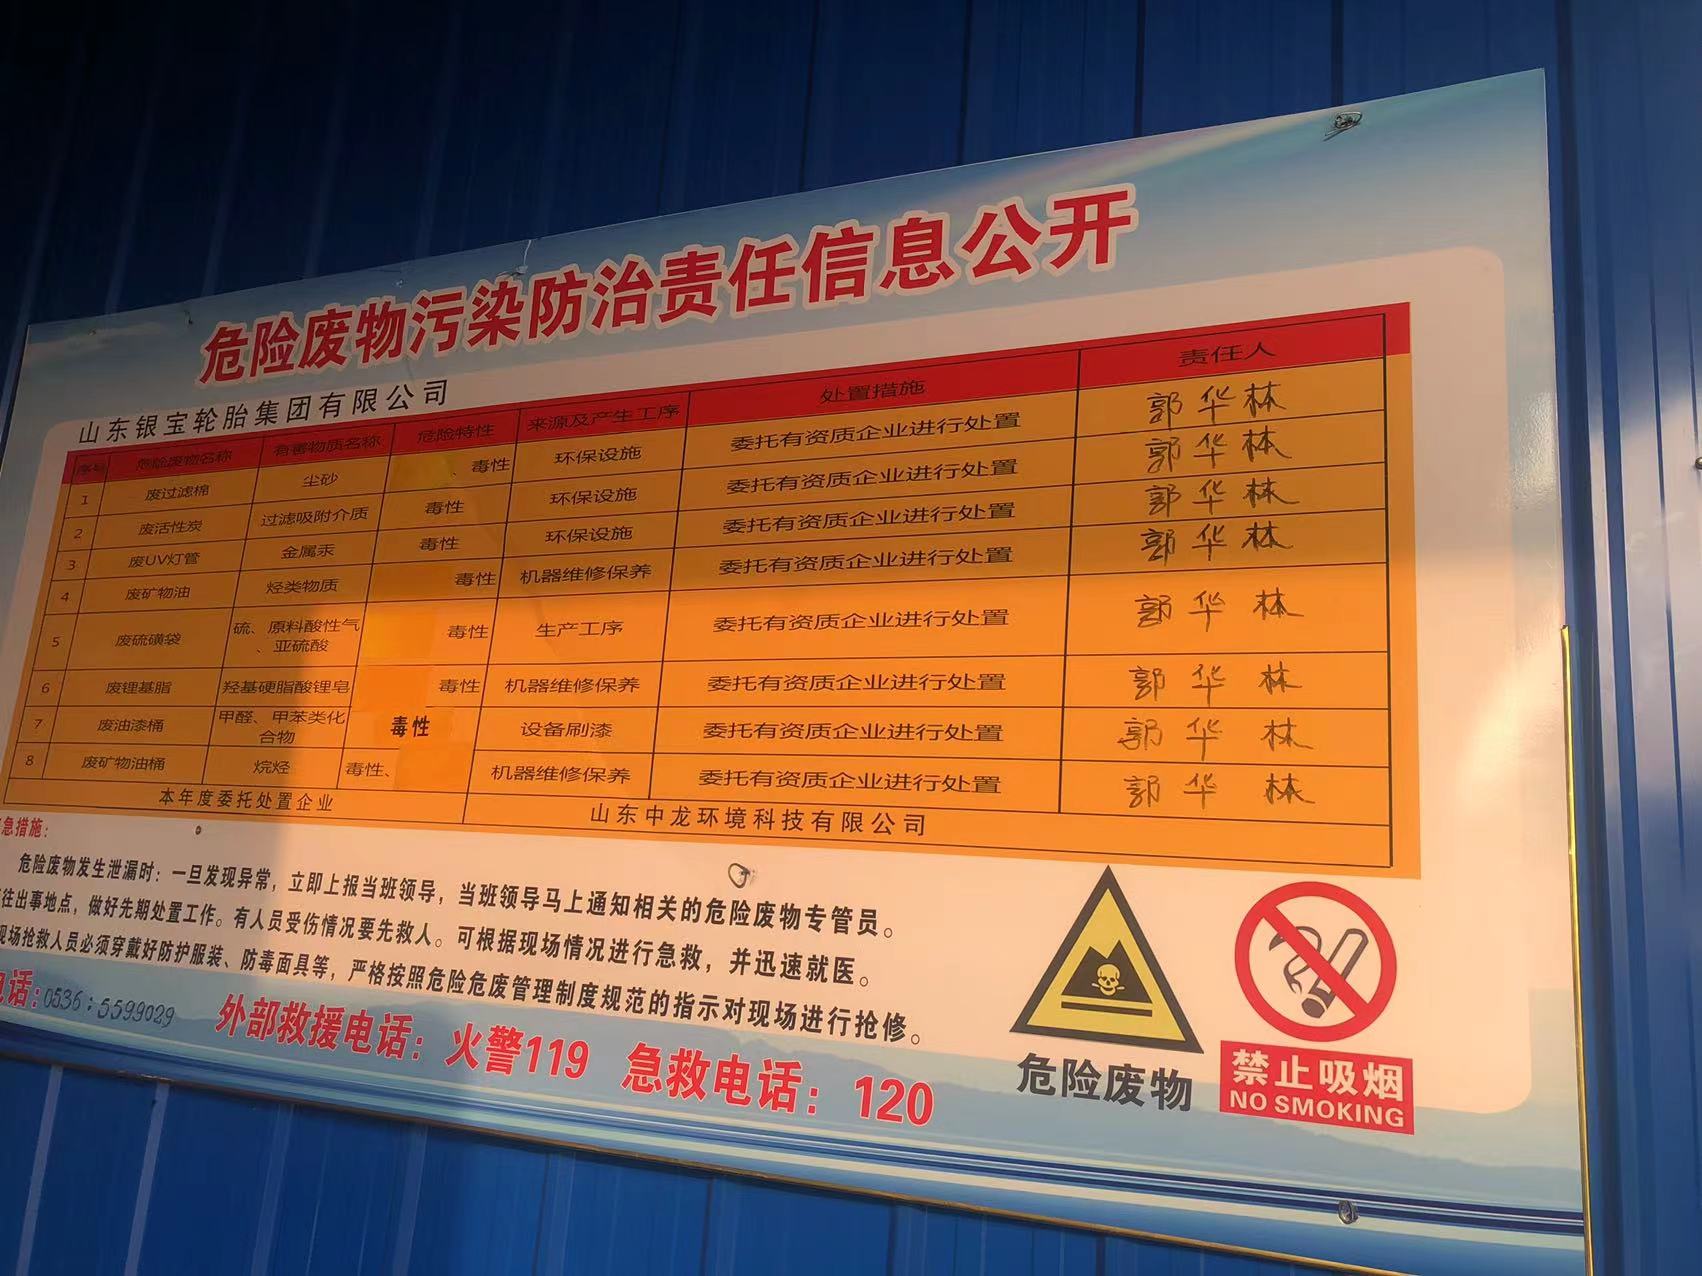 危险废物污染防治责任信息公开
山东银宝轮胎集团有限公司
序号 危险废物名称 有害物质名称 危险特性 来源及产生工序 处置措施 责任人
1 废过滤棉 尘砂 、毒性 环保设施 委托有资质企业进行处置 郭华林
2 废活性炭 过滤吸附介质 毒性 环保设施 委托有资质企业进行处置 郭华林
3 废UV灯管 金属汞 毒性 环保设施 委托有资质企业进行处置 郭华林
4 废矿物油 烃类物质 毒性 机器维修保养 委托有资质企业进行处置 郭华林
5 废硫磺袋 硫、原料酸性气、亚硫酸 毒性 生产工序 委托有资质企业进行处置 郭华林
6 废锂基脂 羟基硬脂酸锂皂 毒性 机器维修保养 委托有资质企业进行处置 郭华林
7 废油漆桶 甲醛、甲苯类化合物 毒性 设备刷漆 委托有资质企业进行处置 郭华林
8 废矿物油桶 烷烃 毒性、 机器维修保养 委托有资质企业进行处置 郭华林
本年度委托处置企业 山东中龙环境科技有限公司
急措施：
危险废物发生泄漏时：一旦发现异常，立即上报当班领导，当班领导马上通知相关的危险废物专管员。
往出事地点，做好先期处置工作。有人员受伤情况要先救人。可根据现场情况进行急救，并迅速就医。
现场抢救人员必须穿戴好防护服装、防毒面具等，严格按照危险危废管理制度规范的指示对现场进行抢修。
电话：0536：5599029 外部救援电话：火警119 急救电话：120
危险废物
禁止吸烟
NO SMOKING